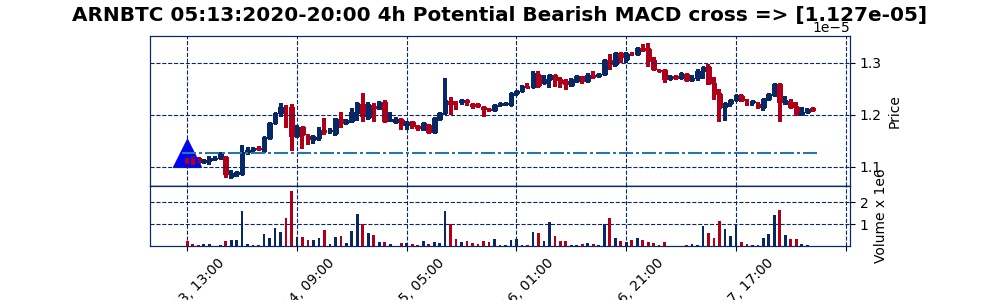 ARNBTC 05:13:2020-20:00 4h Potential Bearish MACD cross => [1.127e-05]
1e−5
1.3
1.2
1.1
Price
2
1
Volume x 1e6
3, 13:00
4, 09:00
5, 05:00
6, 01:00
6, 21:00
7, 17:00